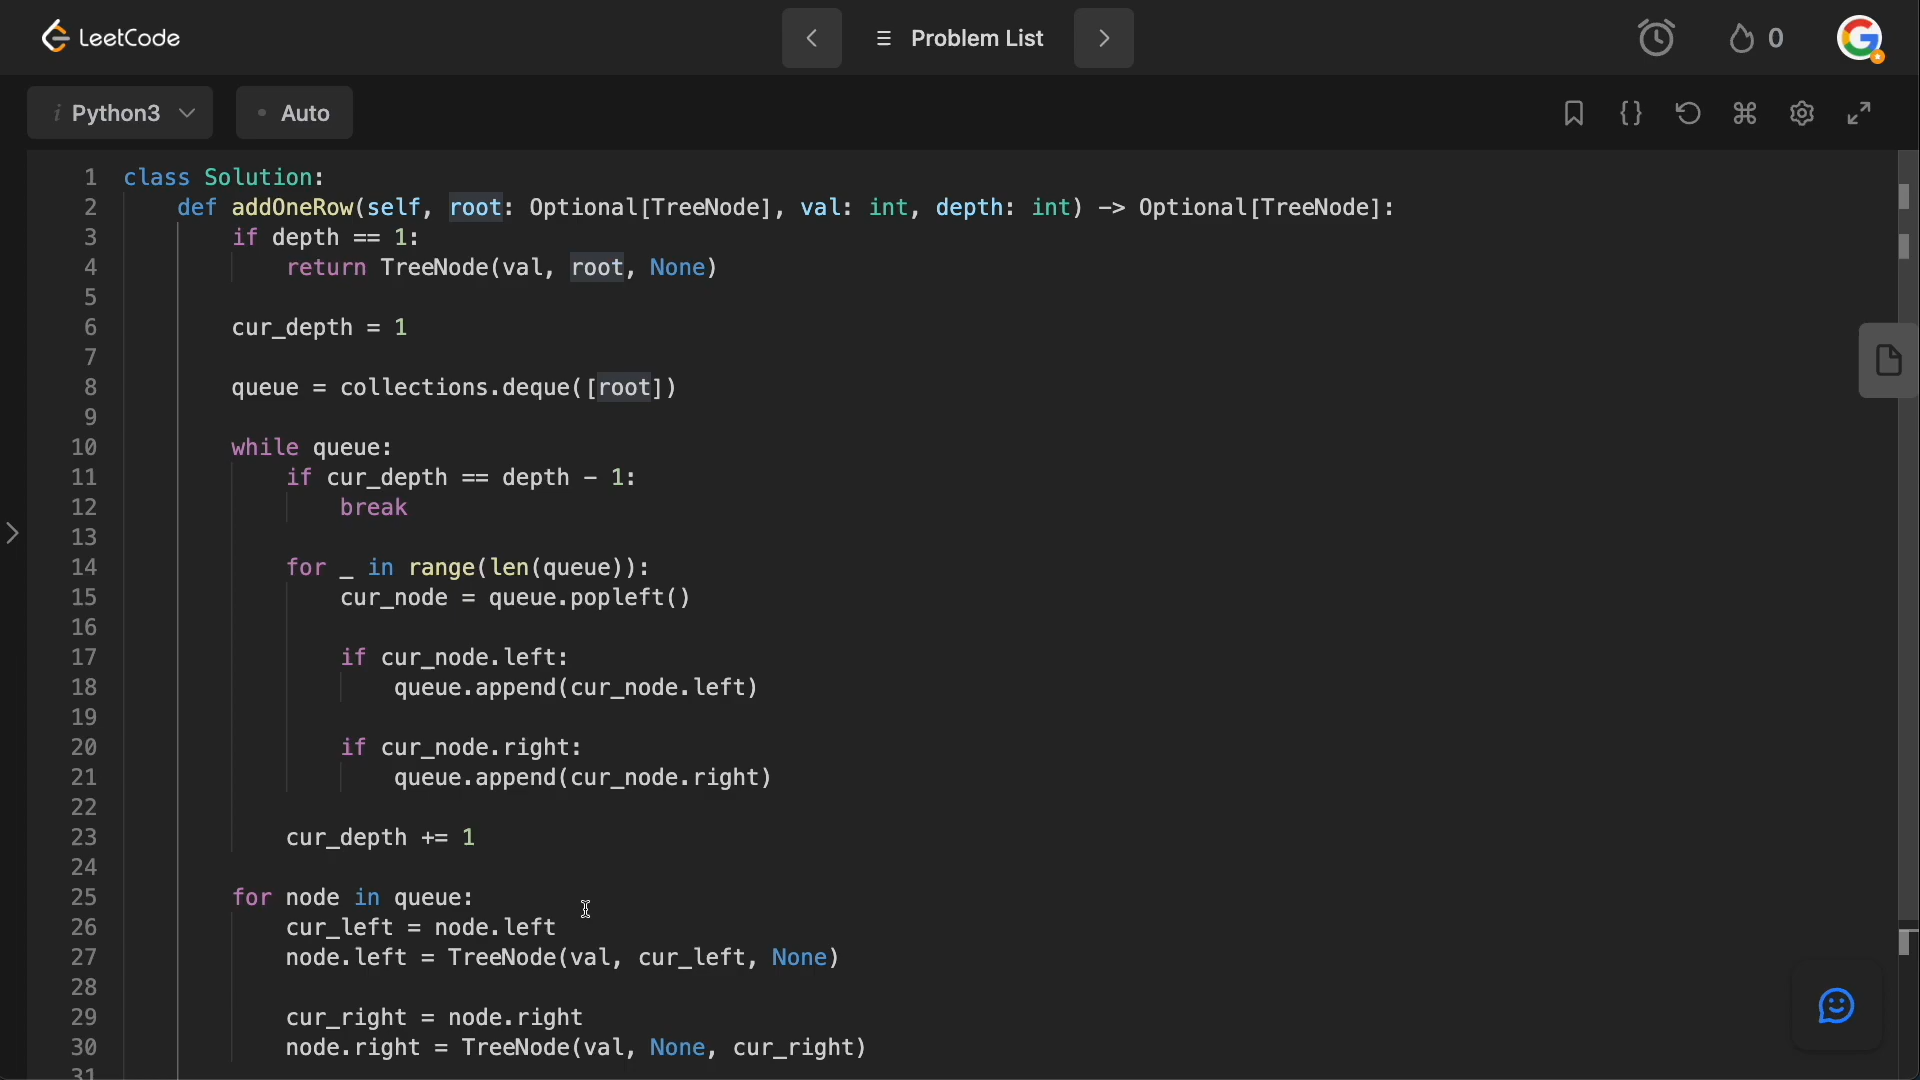 LeetCode
Problem List
0
i Python3
Auto
1 class Solution:
2     def addOneRow(self, root: Optional[TreeNode], val: int, depth: int) -> Optional[TreeNode]:
3         if depth == 1:
4             return TreeNode(val, root, None)
5
6         cur_depth = 1
7
8         queue = collections.deque([root])
9
10         while queue:
11             if cur_depth == depth - 1:
12                 break
13
14             for _ in range(len(queue)):
15                 cur_node = queue.popleft()
16
17                 if cur_node.left:
18                     queue.append(cur_node.left)
19
20                 if cur_node.right:
21                     queue.append(cur_node.right)
22
23             cur_depth += 1
24
25         for node in queue:
26             cur_left = node.left
27             node.left = TreeNode(val, cur_left, None)
28
29             cur_right = node.right
30             node.right = TreeNode(val, None, cur_right)
31